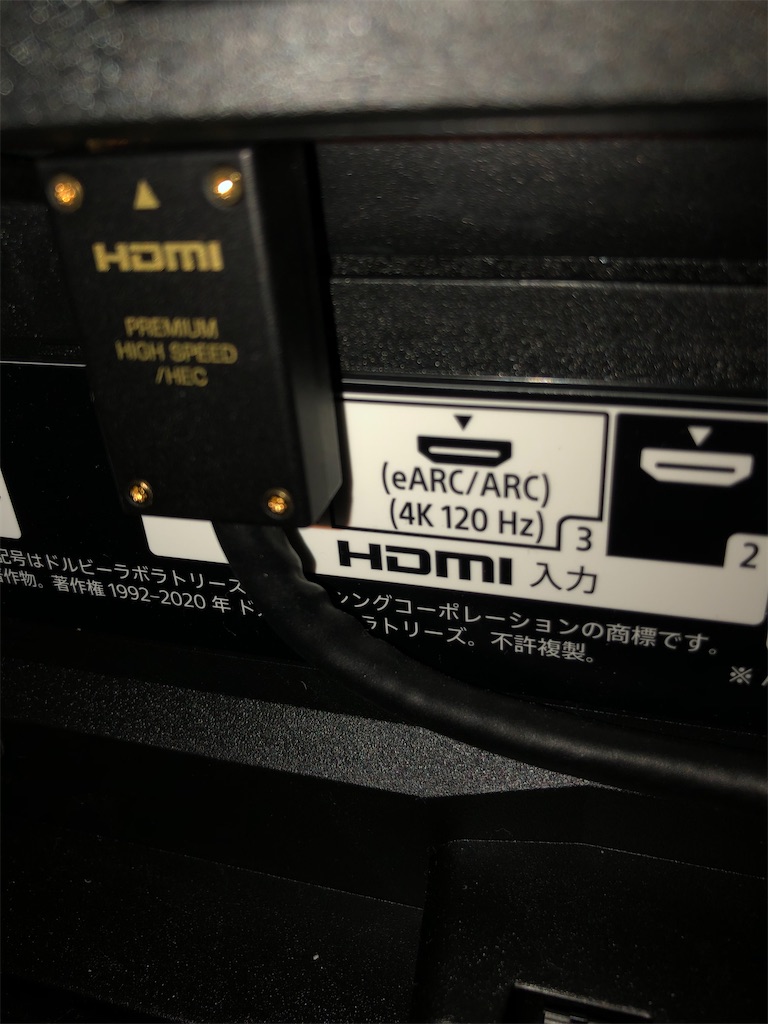 HDMI
PREMIUM
HIGH SPEED
/HEC
(eARC/ARC)
(4K 120 Hz)
3
2
HDMI 入力
記号はドルビーラボラトリーズ
ンングコーポレーションの商標です。
作物。著作権 1992-2020 年 ド
ラトリーズ。不許複製。
※